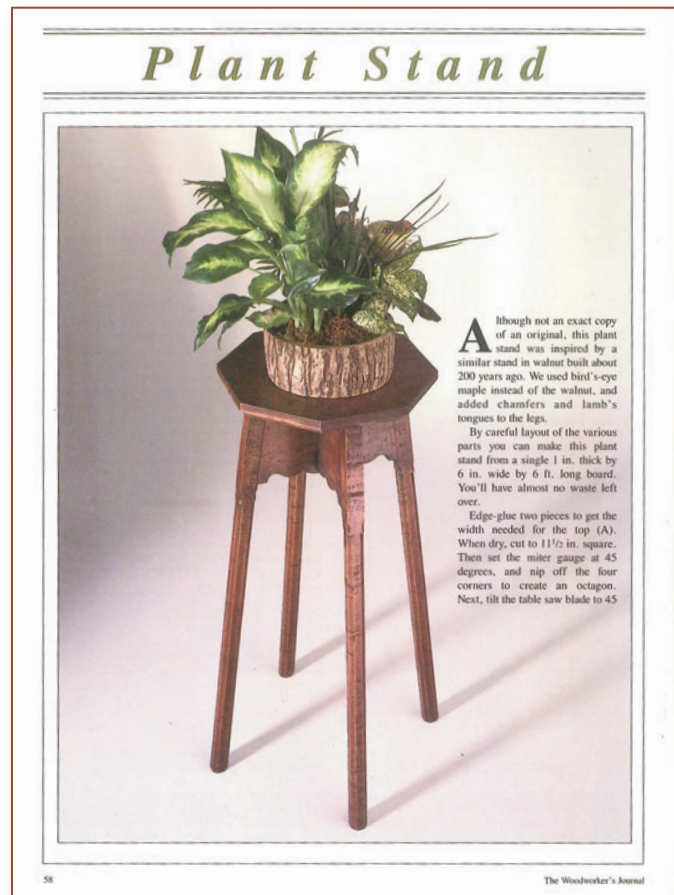 Plant Stand
Although not an exact copy
of an original, this plant
stand was inspired by a
similar stand in walnut built about
200 years ago. We used bird's-eye
maple instead of the walnut, and
added chamfers and lamb's
tongues to the legs.
By careful layout of the various
parts you can make this plant
stand from a single 1 in. thick by
6 in. wide by 6 ft. long board.
You'll have almost no waste left
over.
Edge-glue two pieces to get the
width needed for the top (A).
When dry, cut to 11 1/2 in. square.
Then set the miter gauge at 45
degrees, and nip off the four
corners to create an octagon.
Next, tilt the table saw blade to 45
58
The Woodworker's Journal